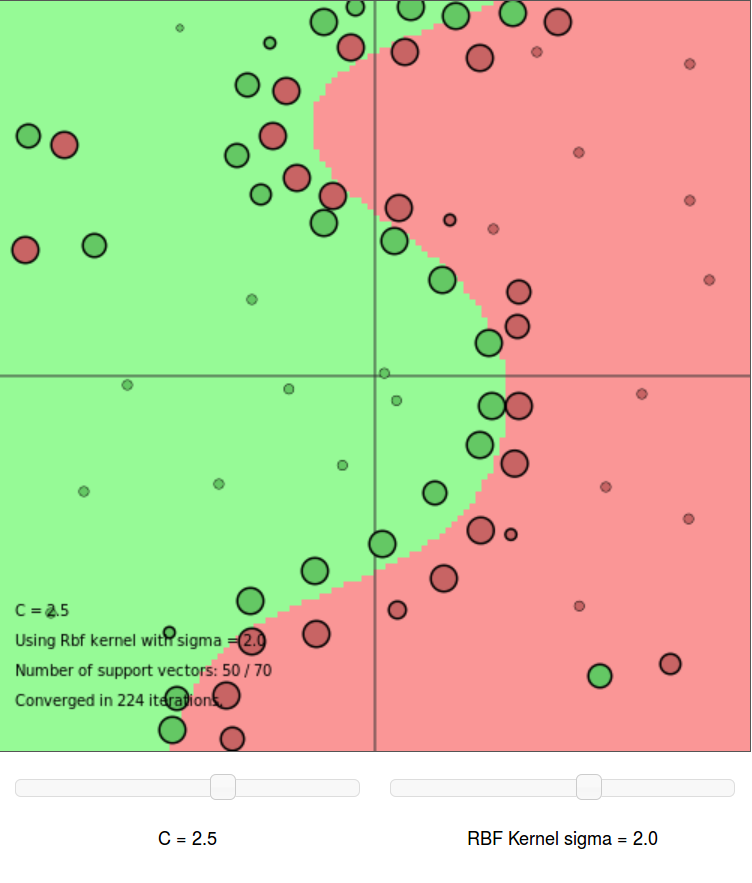 C = 2.5
Using Rbf kernel with sigma = 2.0
Number of support vectors: 50 / 70
Converged in 224 iterations.
C = 2.5
RBF Kernel sigma = 2.0